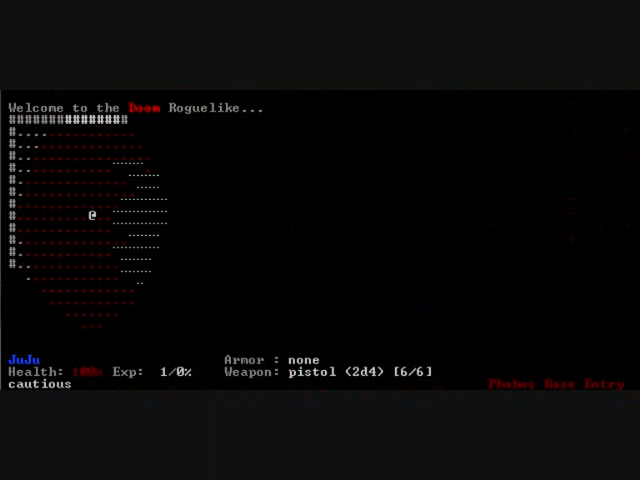 Welcome to the Doom Roguelike...
JuJu
Armor : none
Health: 100% Exp: 1/0%
Weapon: pistol (2d4) [6/6]
cautious
Phobos Base Entry